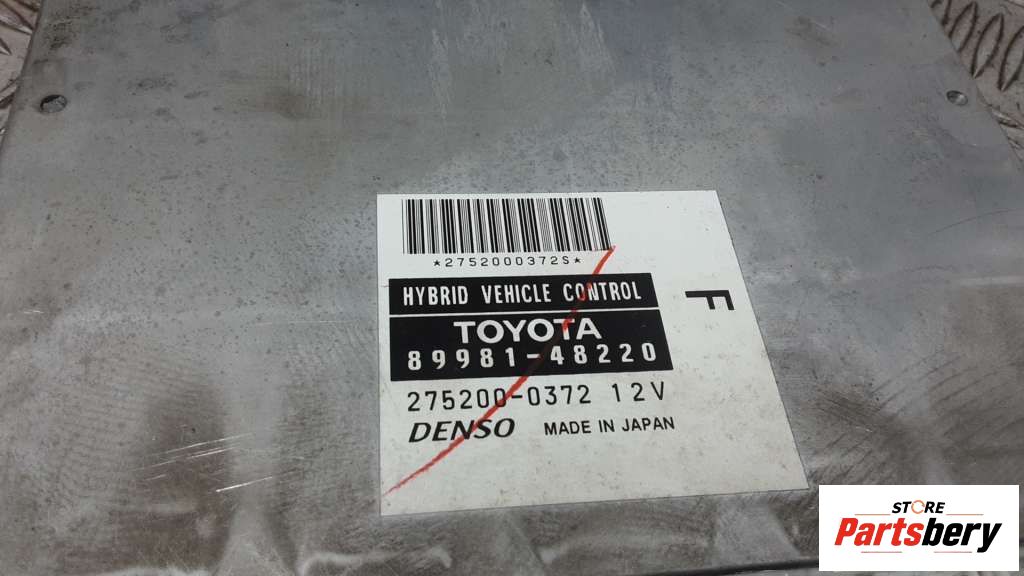 *2752000372S*
HYBRID VEHICLE CONTROL
TOYOTA
89981-48220
275200-0372 12V
DENSO MADE IN JAPAN
F
STORE
Partsbery